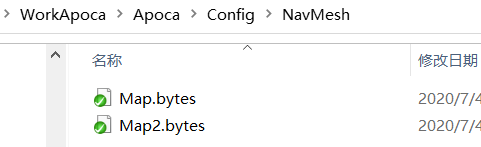 WorkApoca > Apoca > Config > NavMesh
名称 修改日期
Map.bytes 2020/7/4
Map2.bytes 2020/7/4